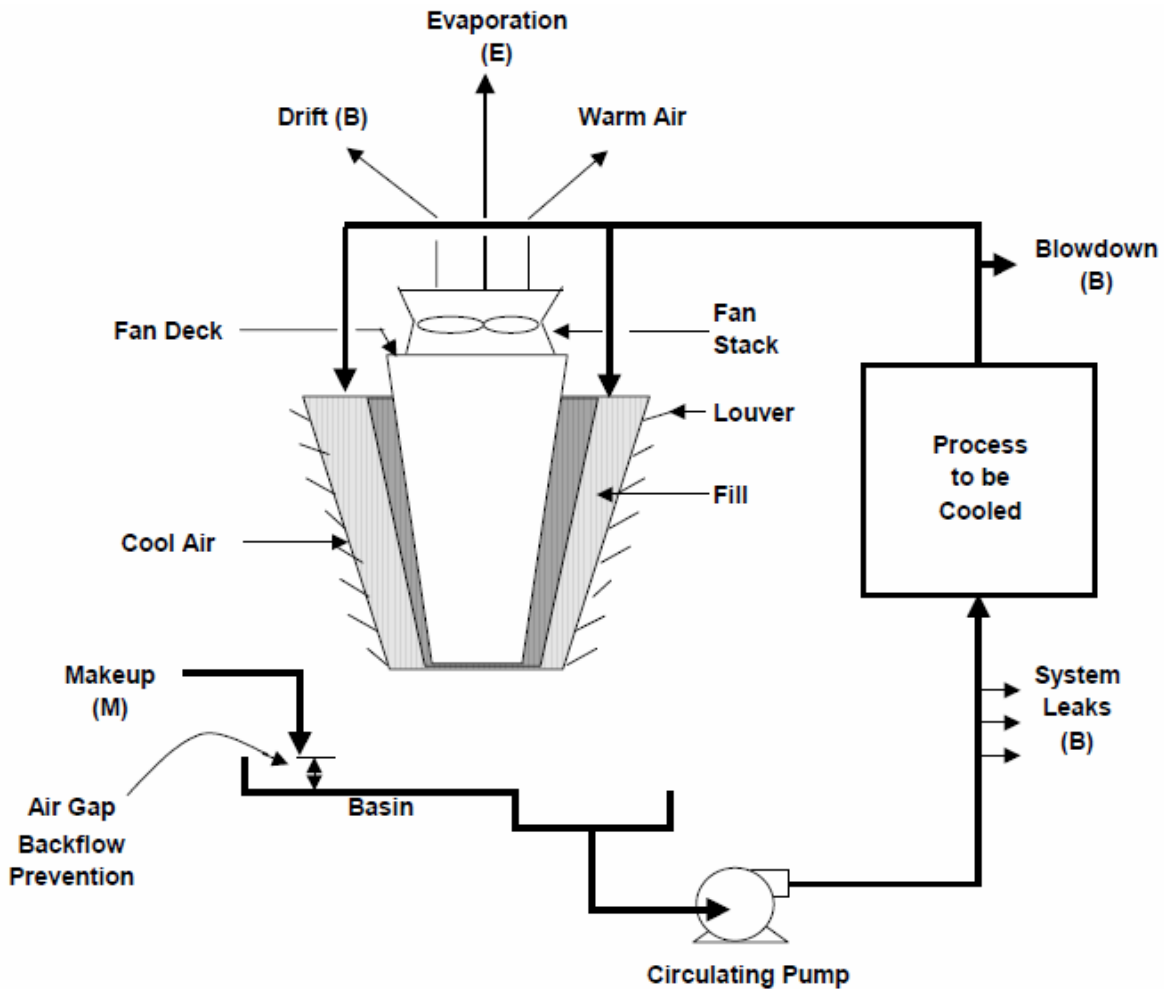 Evaporation
(E)
Drift (B)
Warm Air
Blowdown
(B)
Fan Deck
Fan
Stack
Louver
Process
to be
Cooled
Fill
Cool Air
Makeup
(M)
System
Leaks
(B)
Air Gap
Backflow
Prevention
Basin
Circulating Pump